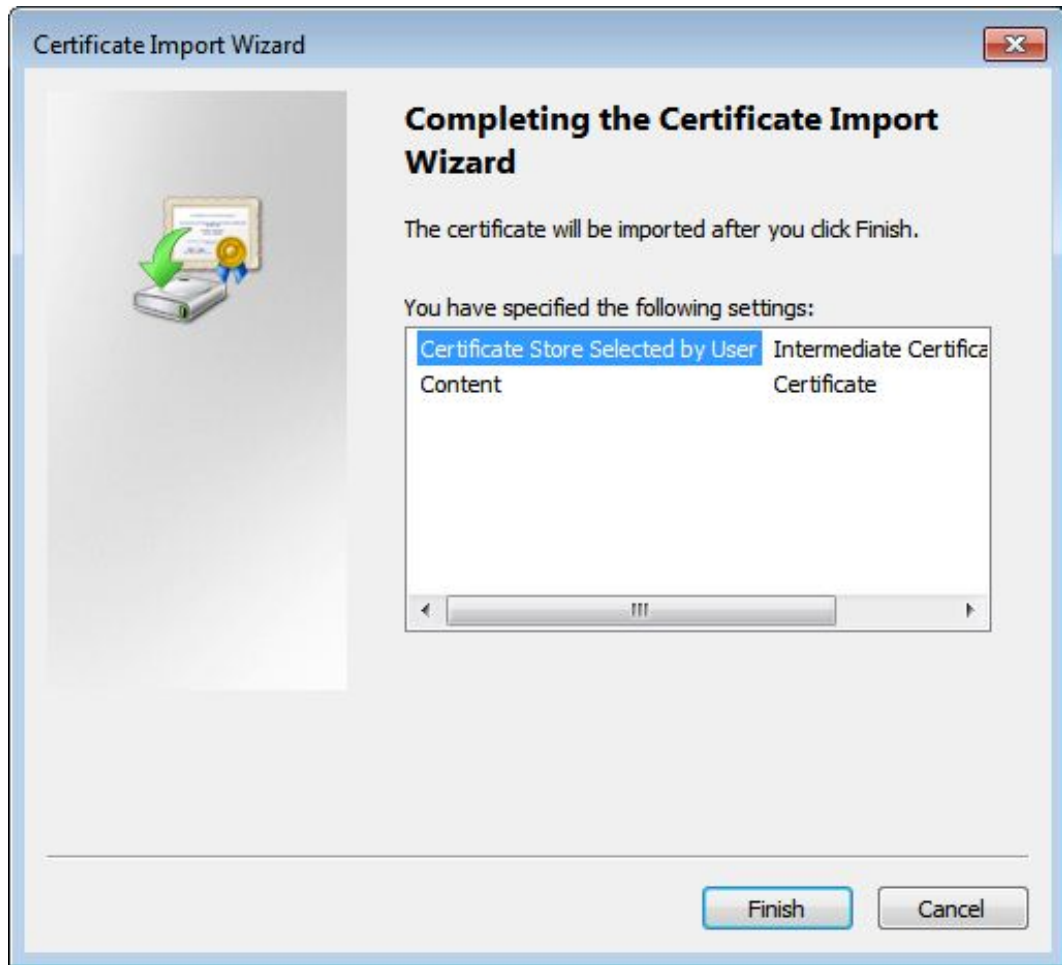 Certificate Import Wizard
Completing the Certificate Import
Wizard
The certificate will be imported after you click Finish.
You have specified the following settings:
Certificate Store Selected by User Intermediate Certifica
Content Certificate
Finish Cancel